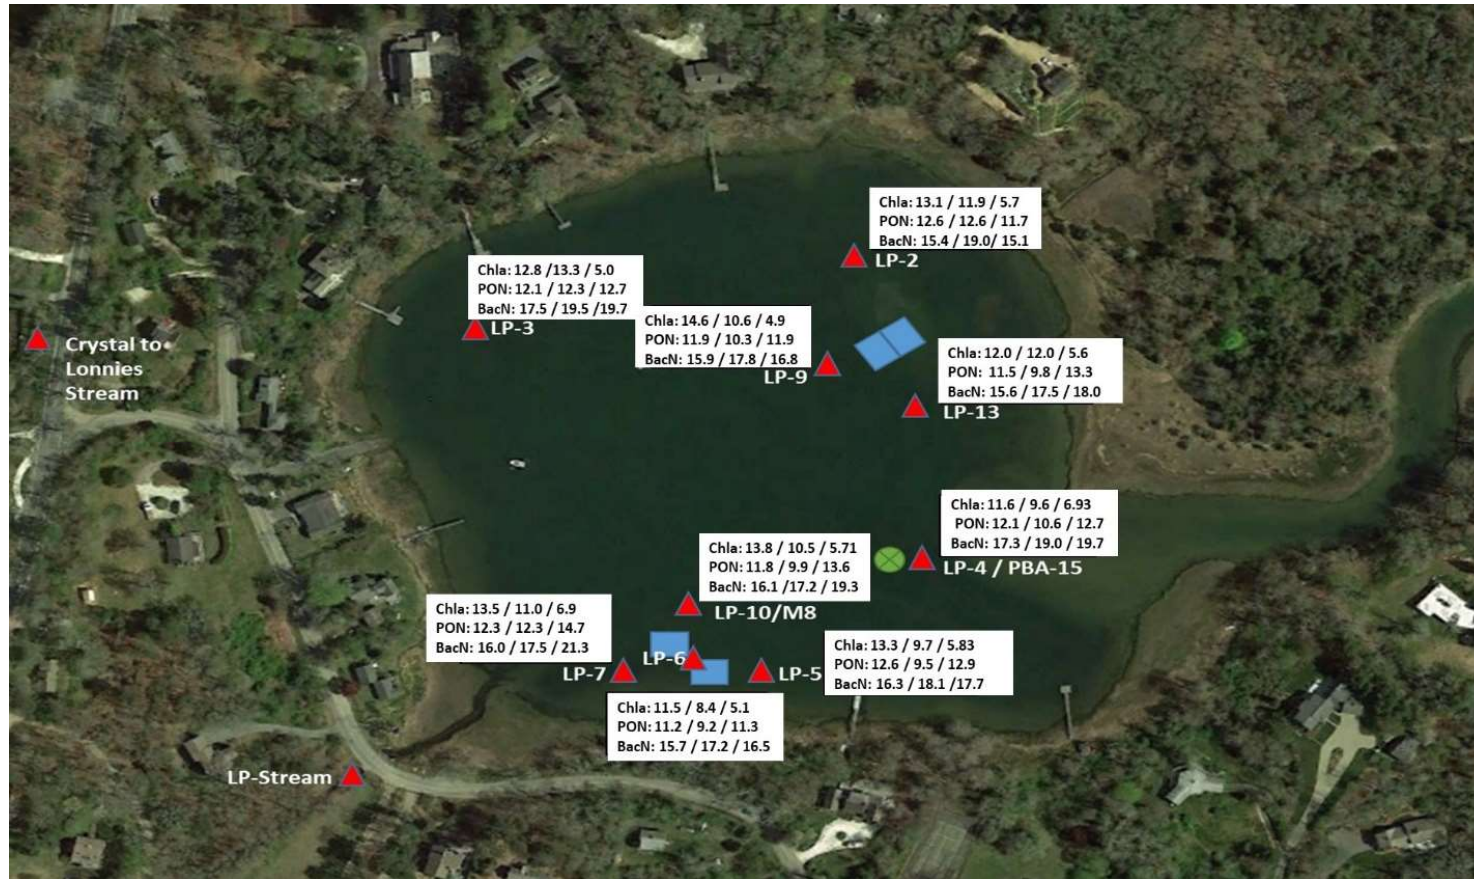 Chla: 13.1 / 11.9 / 5.7
PON: 12.6 / 12.6 / 11.7
BacN: 15.4 / 19.0/ 15.1
LP-2
Chla: 12.8 /13.3 / 5.0
PON: 12.1 / 12.3 / 12.7
BacN: 17.5 / 19.5 /19.7
LP-3
Chla: 14.6 / 10.6 / 4.9
PON: 11.9 / 10.3 / 11.9
BacN: 15.9 / 17.8 / 16.8
LP-9
Crystal to
Lonnies
Stream
Chla: 12.0 / 12.0 / 5.6
PON: 11.5 / 9.8 / 13.3
BacN: 15.6 / 17.5 / 18.0
LP-13
Chla: 11.6 / 9.6 / 6.93
PON: 12.1 / 10.6 / 12.7
BacN: 17.3 / 19.0 / 19.7
LP-4 / PBA-15
Chla: 13.8 / 10.5 / 5.71
PON: 11.8 / 9.9 / 13.6
BacN: 16.1 /17.2 / 19.3
LP-10/M8
Chla: 13.5 / 11.0 / 6.9
PON: 12.3 / 12.3 / 14.7
BacN: 16.0 / 17.5 / 21.3
LP-7
LP-6
LP-5
Chla: 13.3 / 9.7 / 5.83
PON: 12.6 / 9.5 / 12.9
BacN: 16.3 / 18.1 /17.7
Chla: 11.5 / 8.4 / 5.1
PON: 11.2 / 9.2 / 11.3
BacN: 15.7 / 17.2 / 16.5
LP-Stream